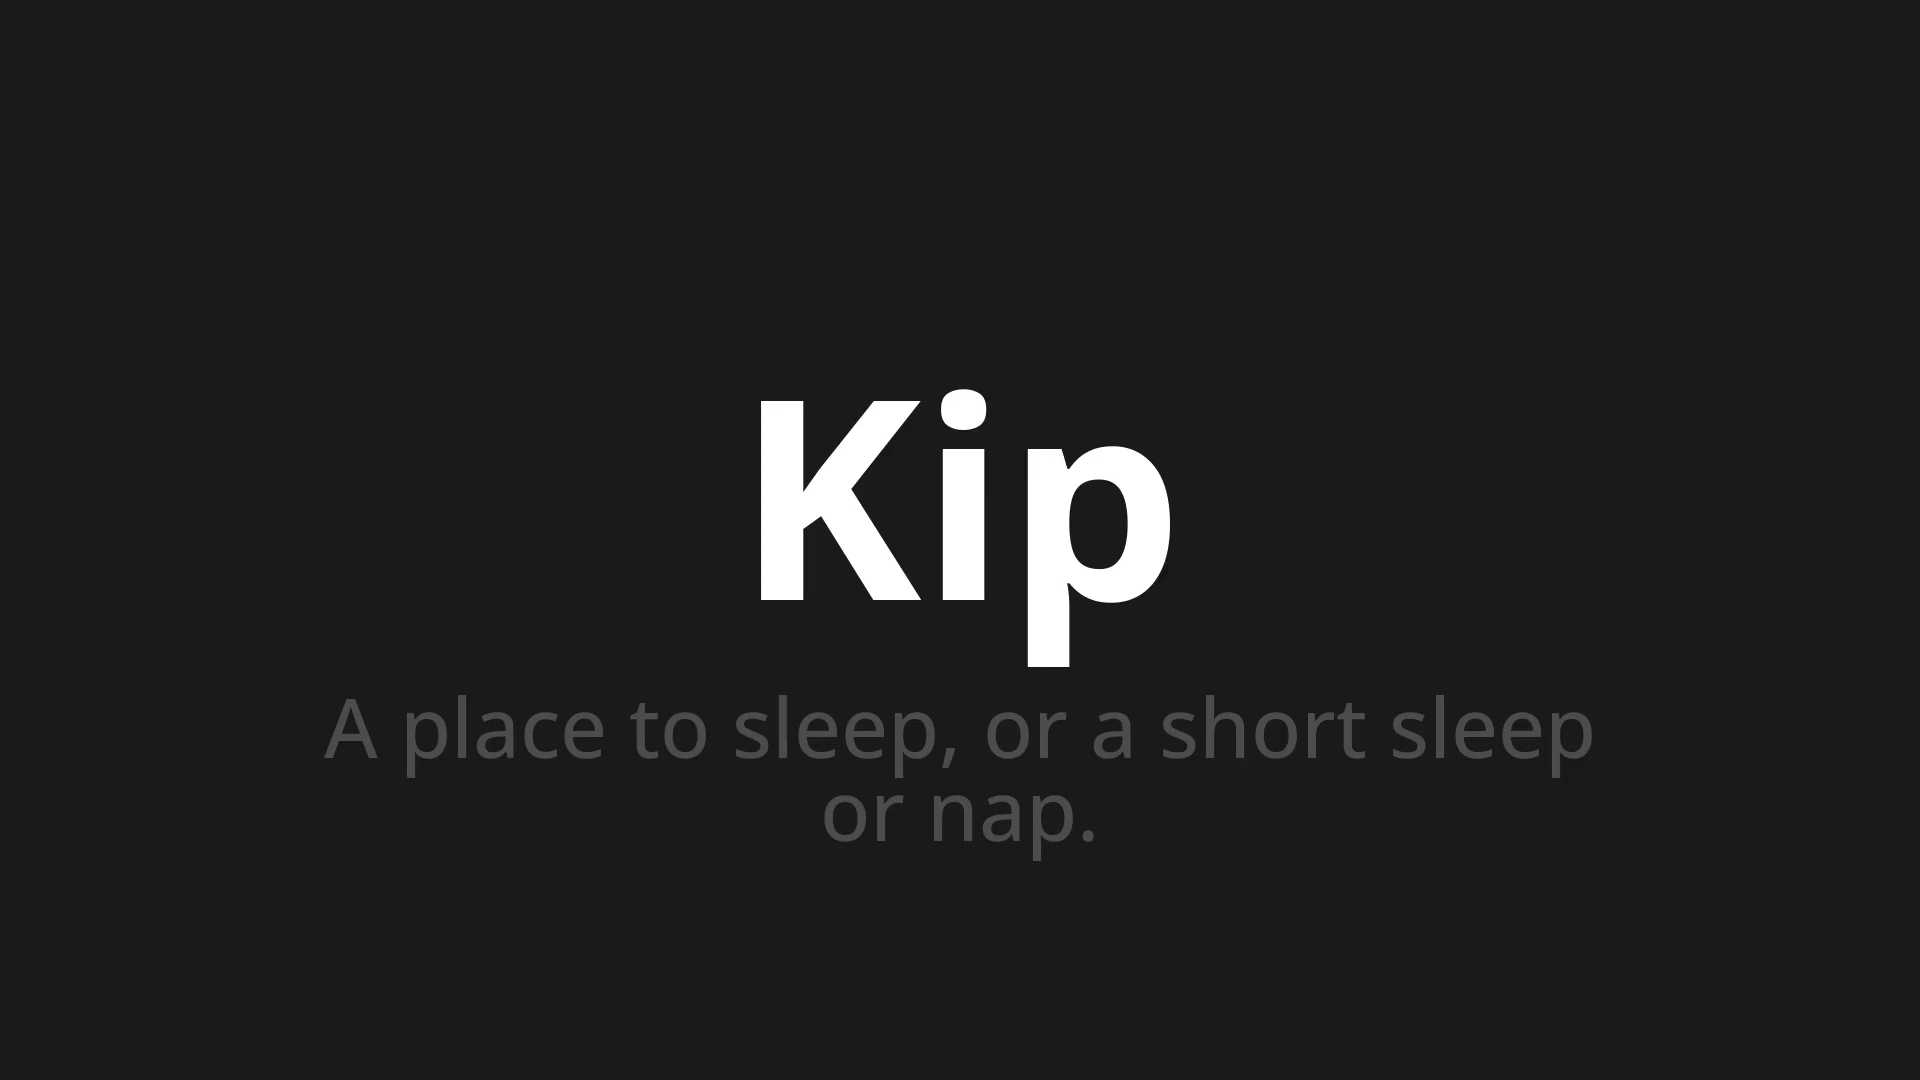 Kip
A place to sleep, or a short sleep
or nap.